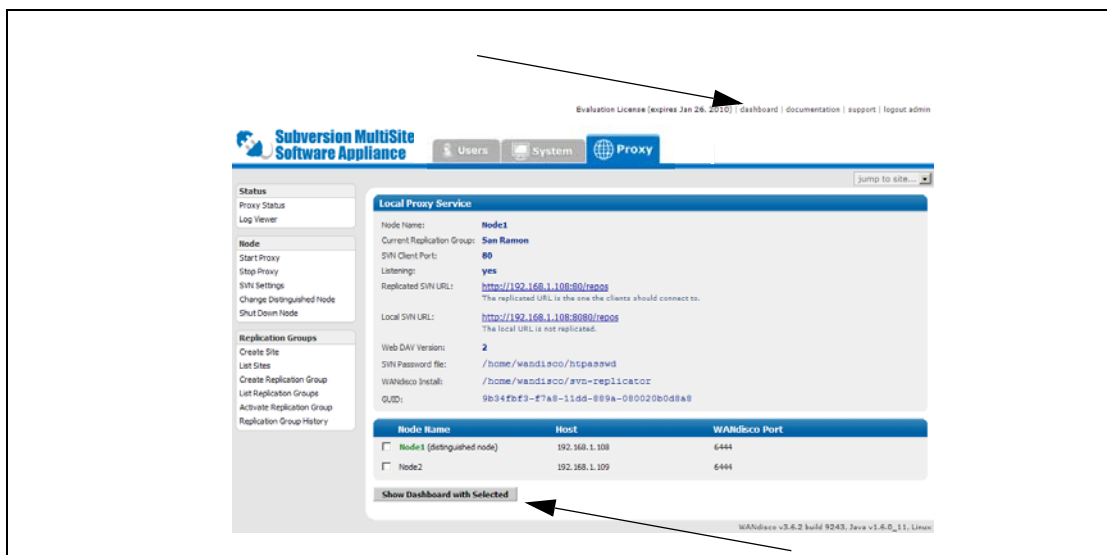 Evaluation License (expires Jan 26, 2010) | dashboard | documentation | support | logout admin
Subversion MultiSite
Software Appliance
Users
System
Proxy
jump to site...
Status
Proxy Status
Log Viewer
Node
Start Proxy
Stop Proxy
SVN Settings
Change Distinguished Node
Shut Down Node
Replication Groups
Create Site
List Sites
Create Replication Group
List Replication Groups
Activate Replication Group
Replication Group History
Local Proxy Service
Node Name: Node1
Current Replication Group: San Ramon
SVN Client Port: 80
Listening: yes
Replicated SVN URL: http://192.168.1.108:80/repos
The replicated URL is the one the clients should connect to.
Local SVN URL: http://192.168.1.108:8080/repos
The local URL is not replicated.
Web DAV Version: 2
SVN Password file: /home/wandisco/htpasswd
WANdisco Install: /home/wandisco/svn-replicator
GUID: 9b34fbf3-f7a8-11dd-889a-080020b0d8a8
Node Name Host WANdisco Port
Node1 (distinguished node) 192.168.1.108 6444
Node2 192.168.1.109 6444
Show Dashboard with Selected
WANdisco v3.6.2 build 9243, Java v1.6.0_11, Linux